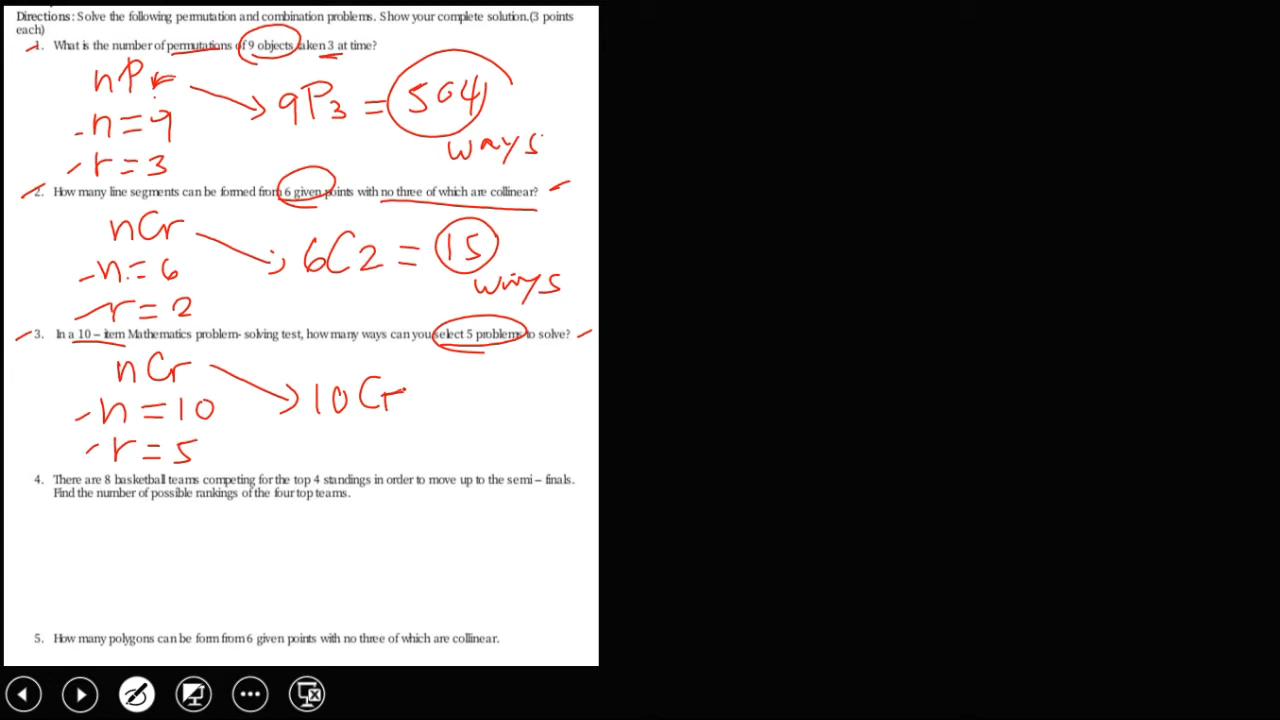 Directions: Solve the following permutation and combination problems. Show your complete solution.(3 points
each)
1. What is the number of permutations of 9 objects taken 3 at time?
nPr
- n = 9
- r = 3
9P3 = 504
ways
2. How many line segments can be formed from 6 given points with no three of which are collinear?
nCr
- n = 6
- r = 2
6C2 = 15
ways
3. In a 10 – item Mathematics problem- solving test, how many ways can you select 5 problems to solve?
nCr
- n = 10
- r = 5
10Cr
4. There are 8 basketball teams competing for the top 4 standings in order to move up to the semi – finals.
Find the number of possible rankings of the four top teams.
5. How many polygons can be form from 6 given points with no three of which are collinear.